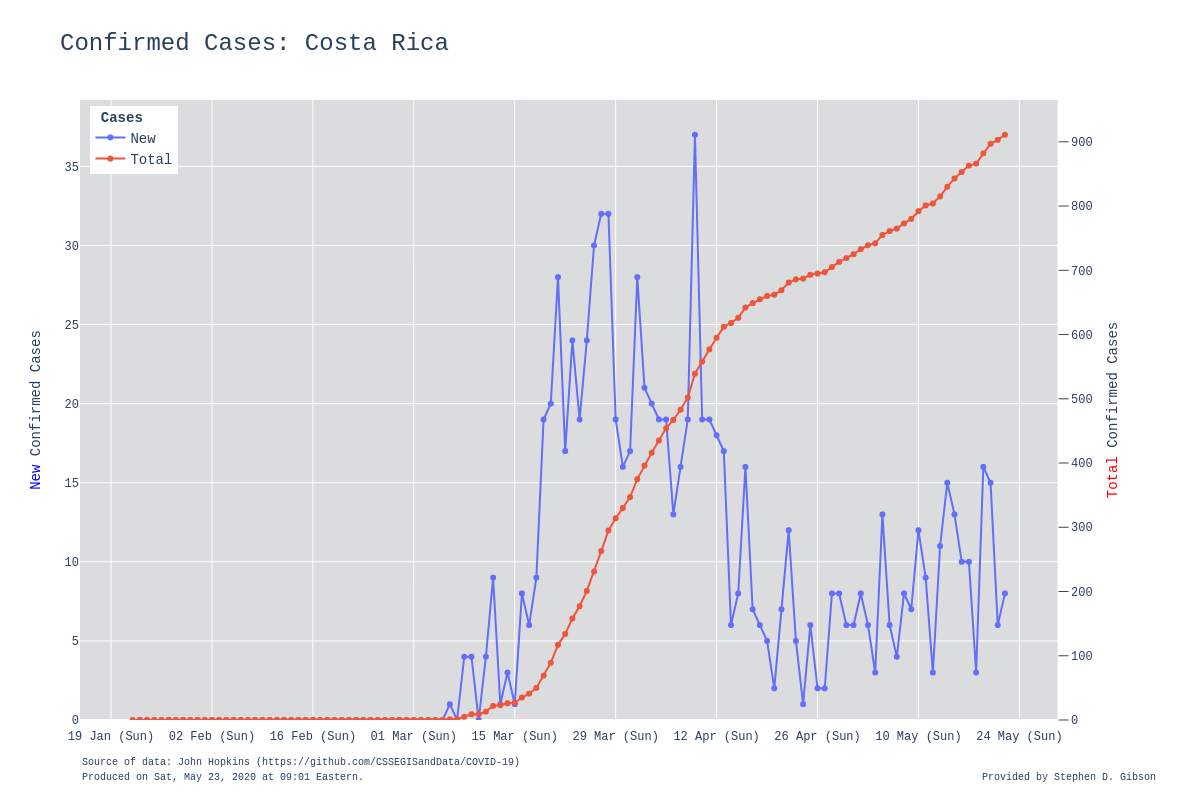 Confirmed Cases: Costa Rica
Cases
New
Total
35
30
25
20
15
10
5
0
900
800
700
600
500
400
300
200
100
0
New Confirmed Cases
Total Confirmed Cases
19 Jan (Sun) 02 Feb (Sun) 16 Feb (Sun) 01 Mar (Sun) 15 Mar (Sun) 29 Mar (Sun) 12 Apr (Sun) 26 Apr (Sun) 10 May (Sun) 24 May (Sun)
Source of data: John Hopkins (https://github.com/CSSEGISandData/COVID-19)
Produced on Sat, May 23, 2020 at 09:01 Eastern.
Provided by Stephen D. Gibson